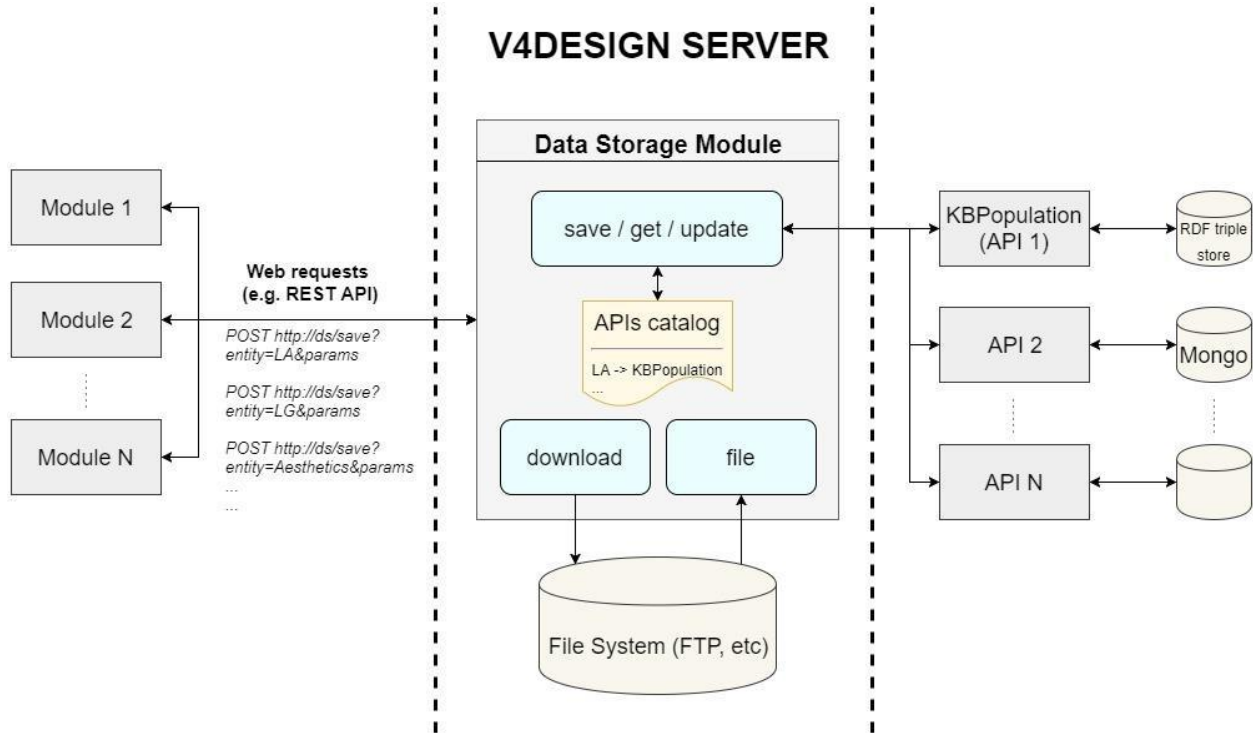 V4DESIGN SERVER
Data Storage Module
Module 1
Module 2
Module N
Web requests
(e.g. REST API)
POST http://ds/save?
entity=LA&params
POST http://ds/save?
entity=LG&params
POST http://ds/save?
entity=Aesthetics&params
...
...
save / get / update
APIs catalog
LA -> KBPopulation
...
download
file
File System (FTP, etc)
KBPopulation
(API 1)
RDF triple
store
API 2
Mongo
API N